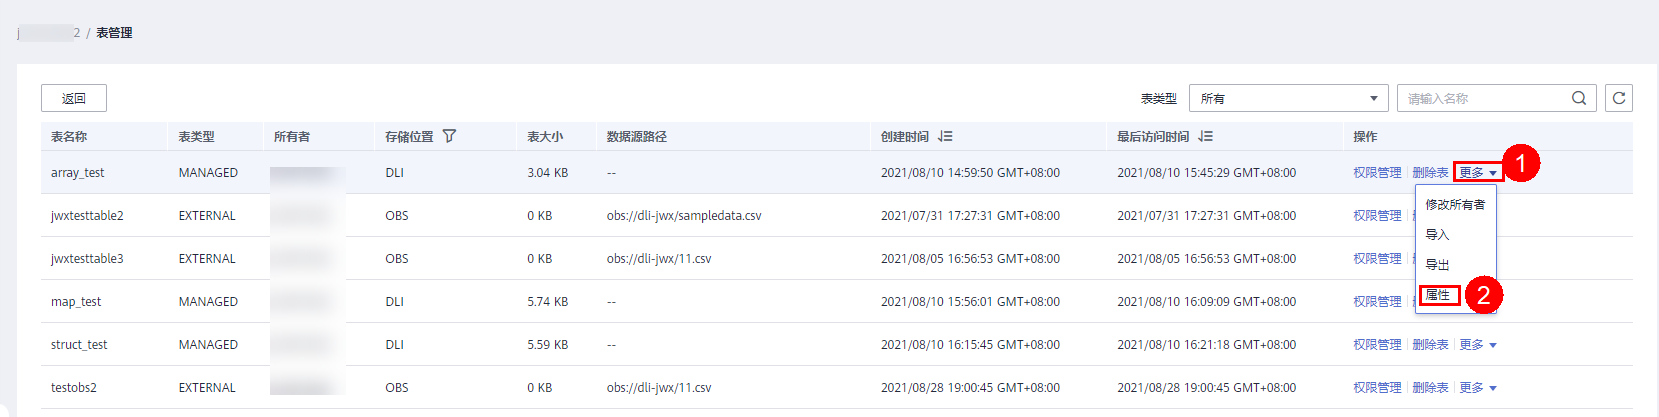 2 / 表管理
返回 表类型 所有 请输入名称
表名称 表类型 所有者 存储位置 表大小 数据源路径 创建时间 最后访问时间 操作
array_test MANAGED DLI 3.04 KB -- 2021/08/10 14:59:50 GMT+08:00 2021/08/10 15:45:29 GMT+08:00 权限管理 删除表 更多 1
修改所有者
jwxtesttable2 EXTERNAL OBS 0 KB obs://dli-jwx/sampledata.csv 2021/07/31 17:27:31 GMT+08:00 2021/07/31 17:27:31 GMT+08:00 权限管理
导入
jwxtesttable3 EXTERNAL OBS 0 KB obs://dli-jwx/11.csv 2021/08/05 16:56:53 GMT+08:00 2021/08/05 16:56:53 GMT+08:00 权限管理
导出
map_test MANAGED DLI 5.74 KB -- 2021/08/10 15:56:01 GMT+08:00 2021/08/10 16:09:09 GMT+08:00 权限管理
属性 2
struct_test MANAGED DLI 5.59 KB -- 2021/08/10 16:15:45 GMT+08:00 2021/08/10 16:21:18 GMT+08:00 权限管理 删除表 更多
testobs2 EXTERNAL OBS 0 KB obs://dli-jwx/11.csv 2021/08/28 19:00:45 GMT+08:00 2021/08/28 19:00:45 GMT+08:00 权限管理 删除表 更多